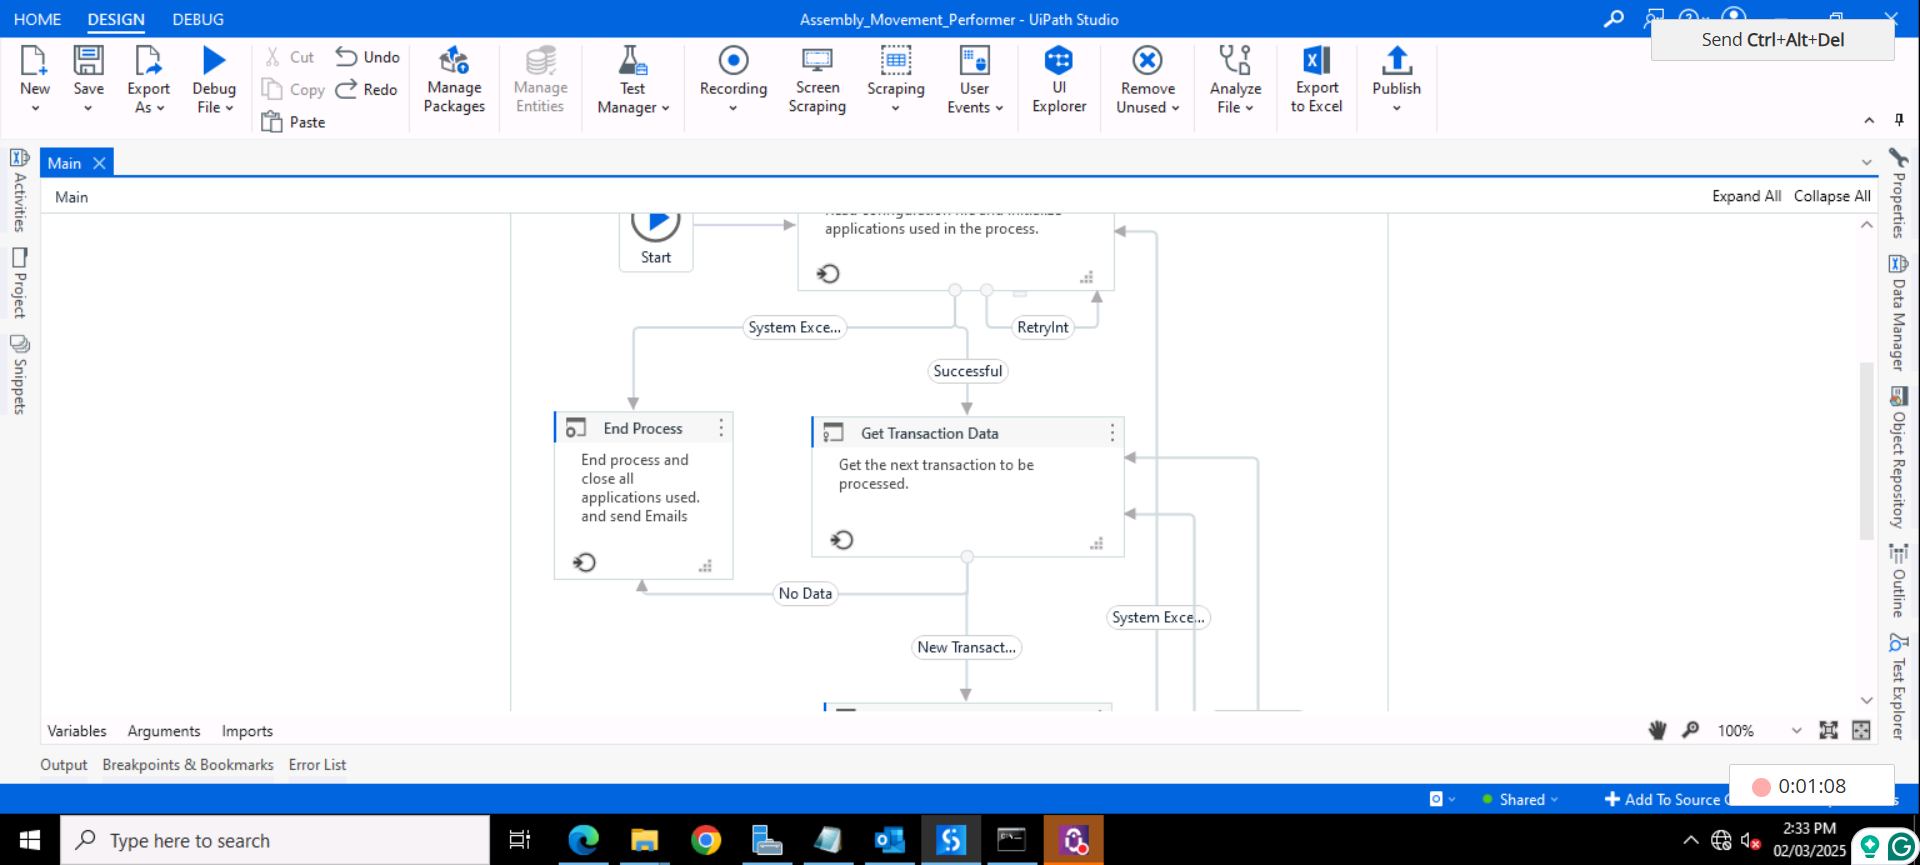 HOME DESIGN DEBUG
Assembly_Movement_Performer - UiPath Studio
Send Ctrl+Alt+Del
New
Save
Export
As
Debug
File
Cut
Copy
Paste
Undo
Redo
Manage
Packages
Manage
Entities
Test
Manager
Recording
Screen
Scraping
Scraping
User
Events
UI
Explorer
Remove
Unused
Analyze
File
Export
to Excel
Publish
Main
Main
Expand All Collapse All
Activities
Project
Snippets
Properties
Data Manager
Object Repository
Outline
Test Explorer
Start
Read configuration file and initialize
applications used in the process.
System Exce...
RetryInt
Successful
End Process
End process and
close all
applications used.
and send Emails
Get Transaction Data
Get the next transaction to be
processed.
No Data
System Exce...
New Transact...
Variables Arguments Imports
100%
Output Breakpoints & Bookmarks Error List
0:01:08
Shared
Add To Source
Type here to search
2:33 PM
02/03/2025